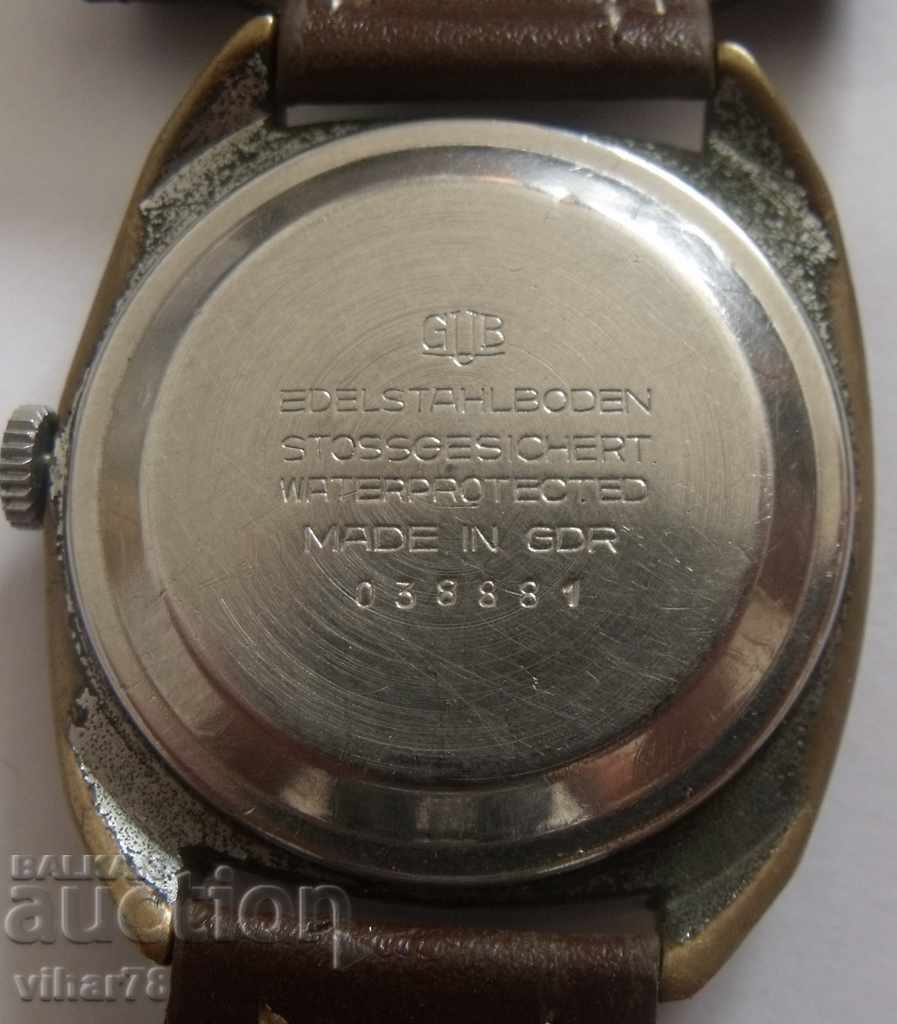 GUB
EDELSTAHLBODEN
STOSSGESICHERT
WATERPROTECTED
MADE IN GDR
038881
BALKAN
auction
vihar78